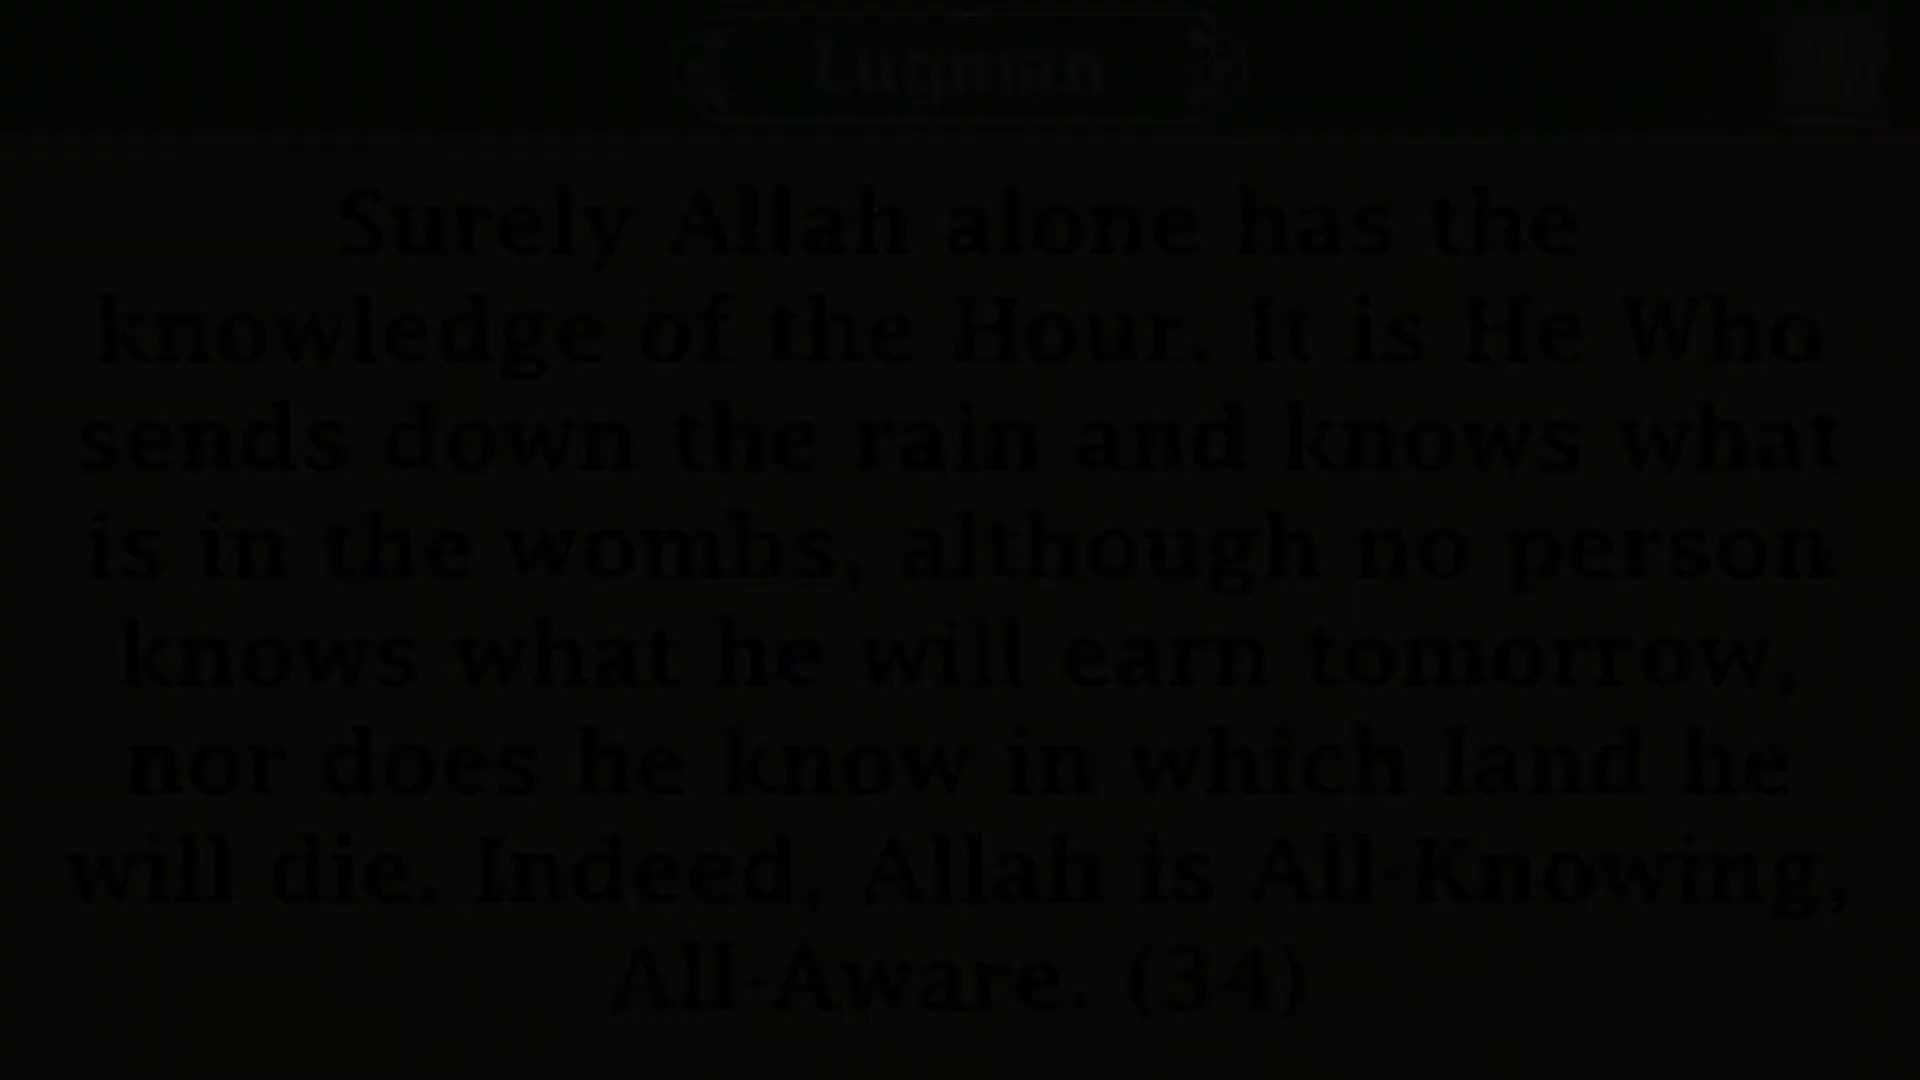 Luqman
Surely Allah alone has the
knowledge of the Hour. It is He Who
sends down the rain and knows what
is in the wombs, although no person
knows what he will earn tomorrow,
nor does he know in which land he
will die. Indeed, Allah is All-Knowing,
All-Aware. (34)